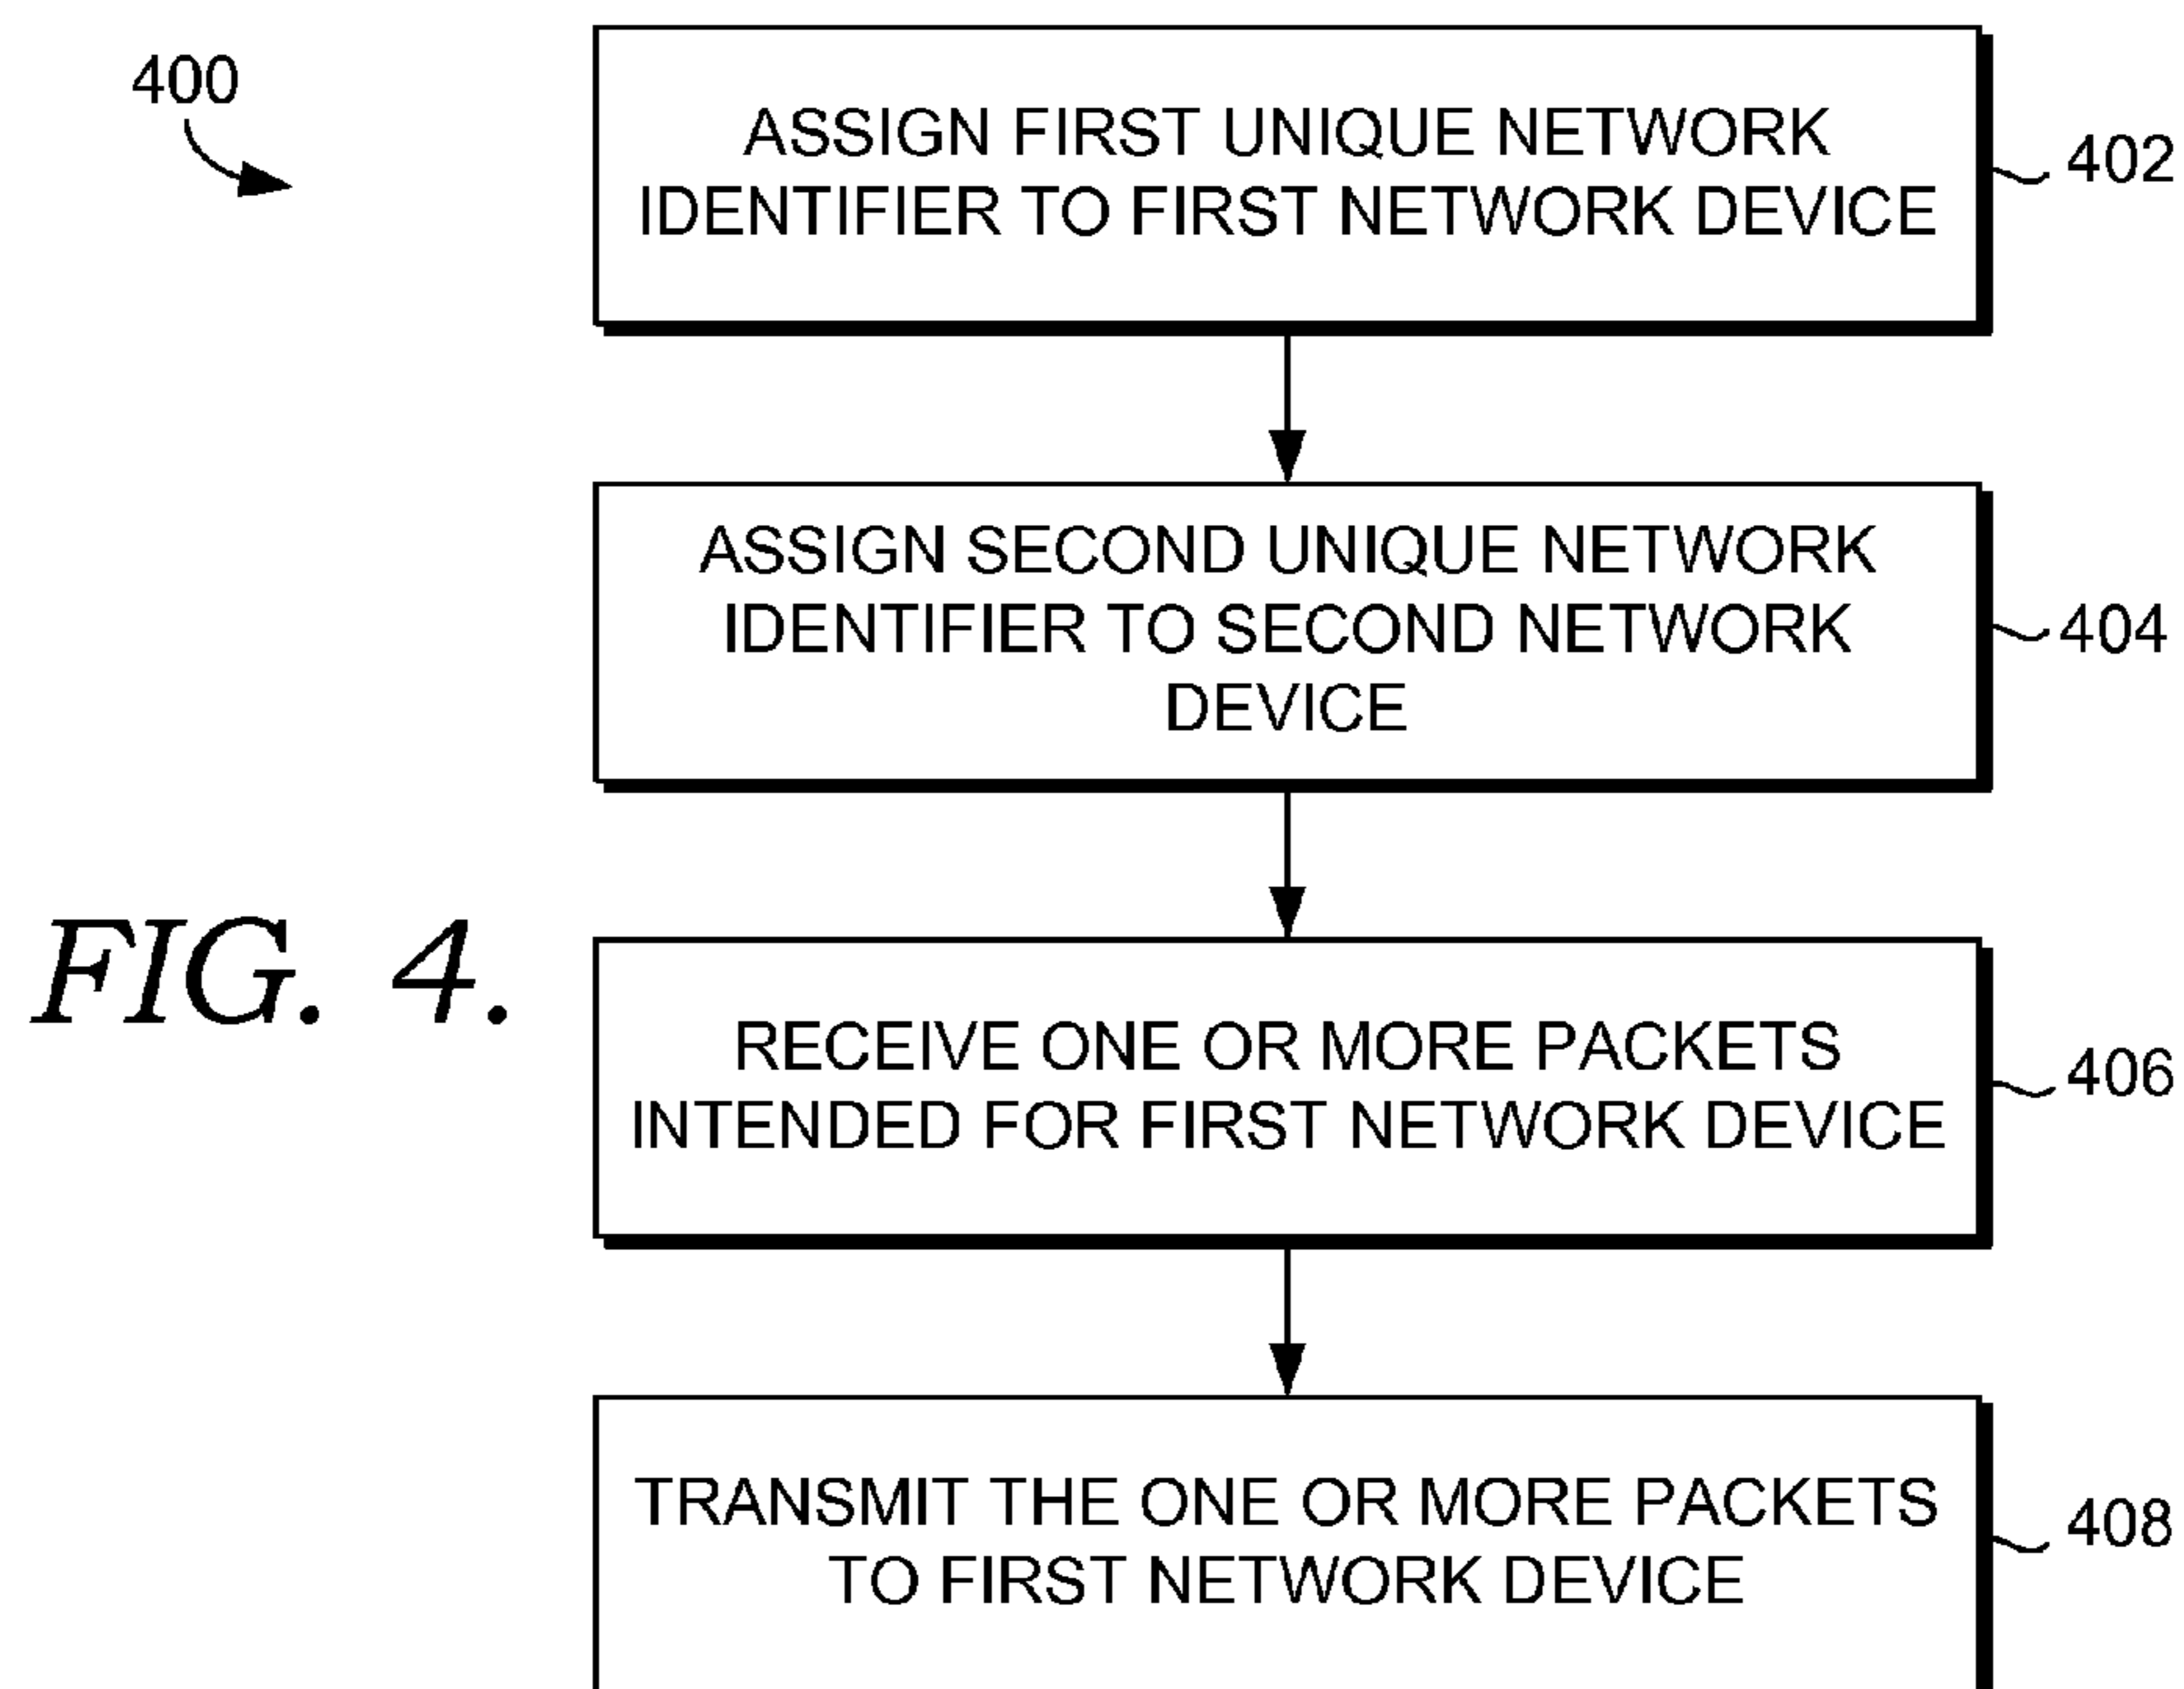 400
ASSIGN FIRST UNIQUE NETWORK
IDENTIFIER TO FIRST NETWORK DEVICE
402
ASSIGN SECOND UNIQUE NETWORK
IDENTIFIER TO SECOND NETWORK
DEVICE
404
FIG. 4.
RECEIVE ONE OR MORE PACKETS
INTENDED FOR FIRST NETWORK DEVICE
406
TRANSMIT THE ONE OR MORE PACKETS
TO FIRST NETWORK DEVICE
408